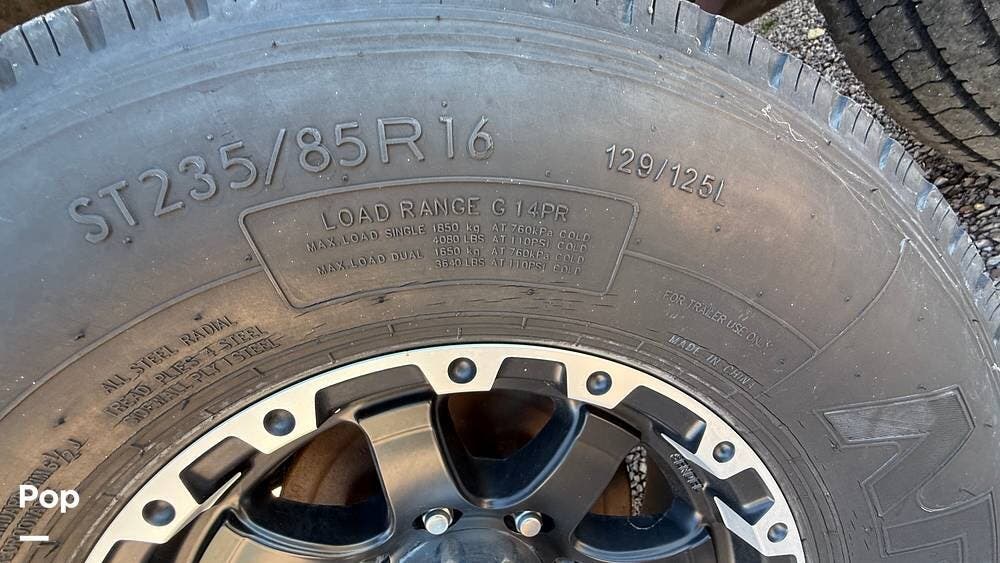 ST235/85R16
129/125L
LOAD RANGE G 14PR
MAX.LOAD SINGLE 1850 kg. AT 760kPa COLD
4080 LBS AT 110PSI COLD
MAX.LOAD DUAL 1650 kg. AT 760kPa COLD
3640 LBS AT 110PSI COLD
FOR TRAILER USE ONLY
MADE IN CHINA
ALL STEEL RADIAL
TREAD PLIES 4 STEEL
SIDEWALL PLY 1 STEEL
Pop